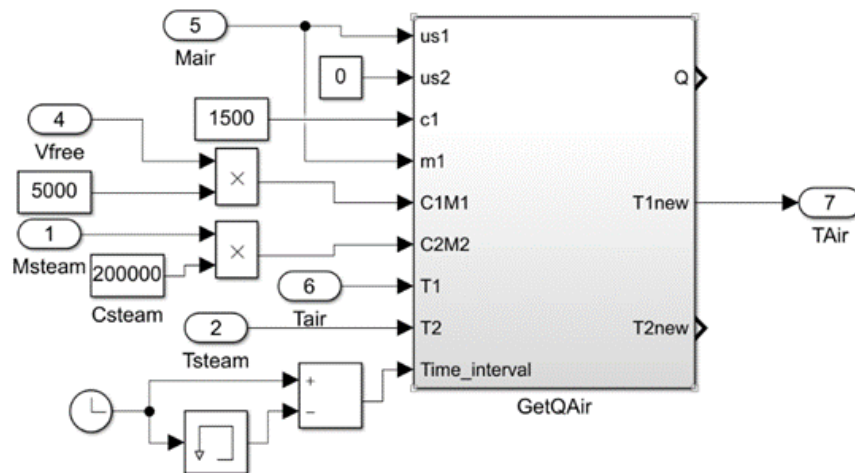 5
Mair
us1
0
us2
Q
1500
c1
4
Vfree
m1
×
5000
C1M1
T1new
7
TAir
1
Msteam
×
C2M2
200000
Csteam
6
Tair
T1
2
Tsteam
T2
T2new
+
−
Time_interval
GetQAir